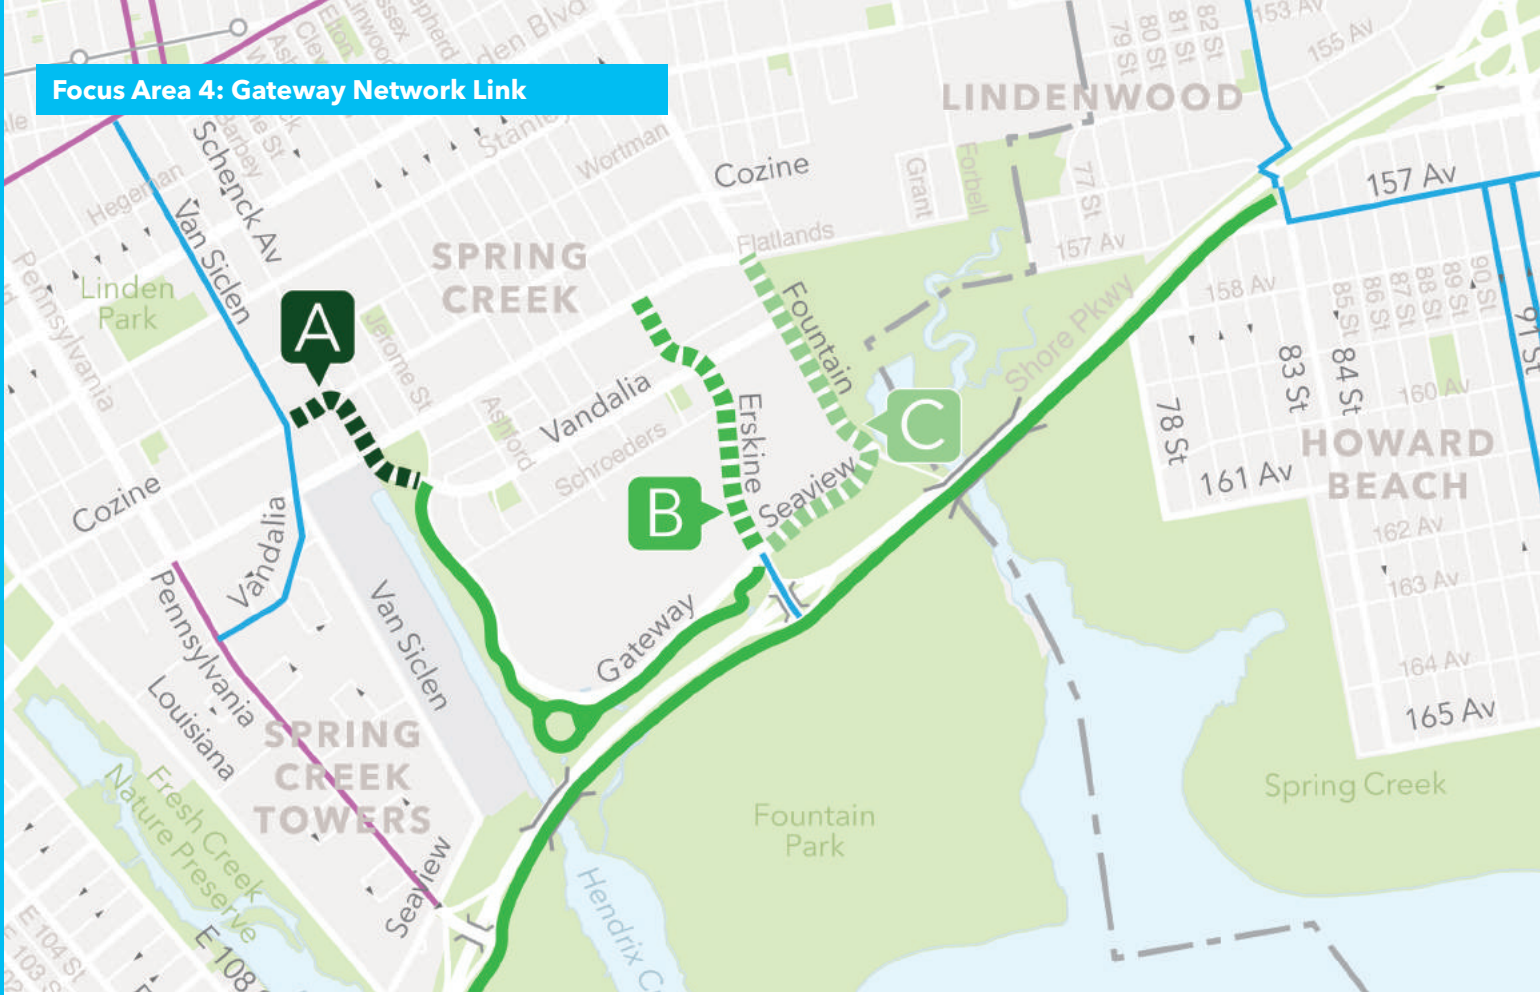 Focus Area 4: Gateway Network Link
LINDENWOOD
79 St
80 St
81 St
82 St
153 Av
155 Av
Schenck Av
Barbey
Hegeman
Van Siclen
Pennsylvania
Linden
Park
Wortman
Cozine
Grant
Forbell
77 St
157 Av
157 Av
Flatlands
SPRING
CREEK
A
Jerome St
Fountain
Shore Pkwy
158 Av
85 St
86 St
87 St
88 St
89 St
90 St
91 St
83 St
84 St
160 Av
78 St
Vandalia
Ashford
Schroeders
Erskine
C
HOWARD
BEACH
161 Av
162 Av
163 Av
164 Av
165 Av
B
Seaview
Cozine
Vandalia
Pennsylvania
Van Siclen
Gateway
Louisiana
SPRING
CREEK
TOWERS
Seaview
Fresh Creek
Nature Preserve
E 108
E 104 St
Fountain
Park
Spring Creek